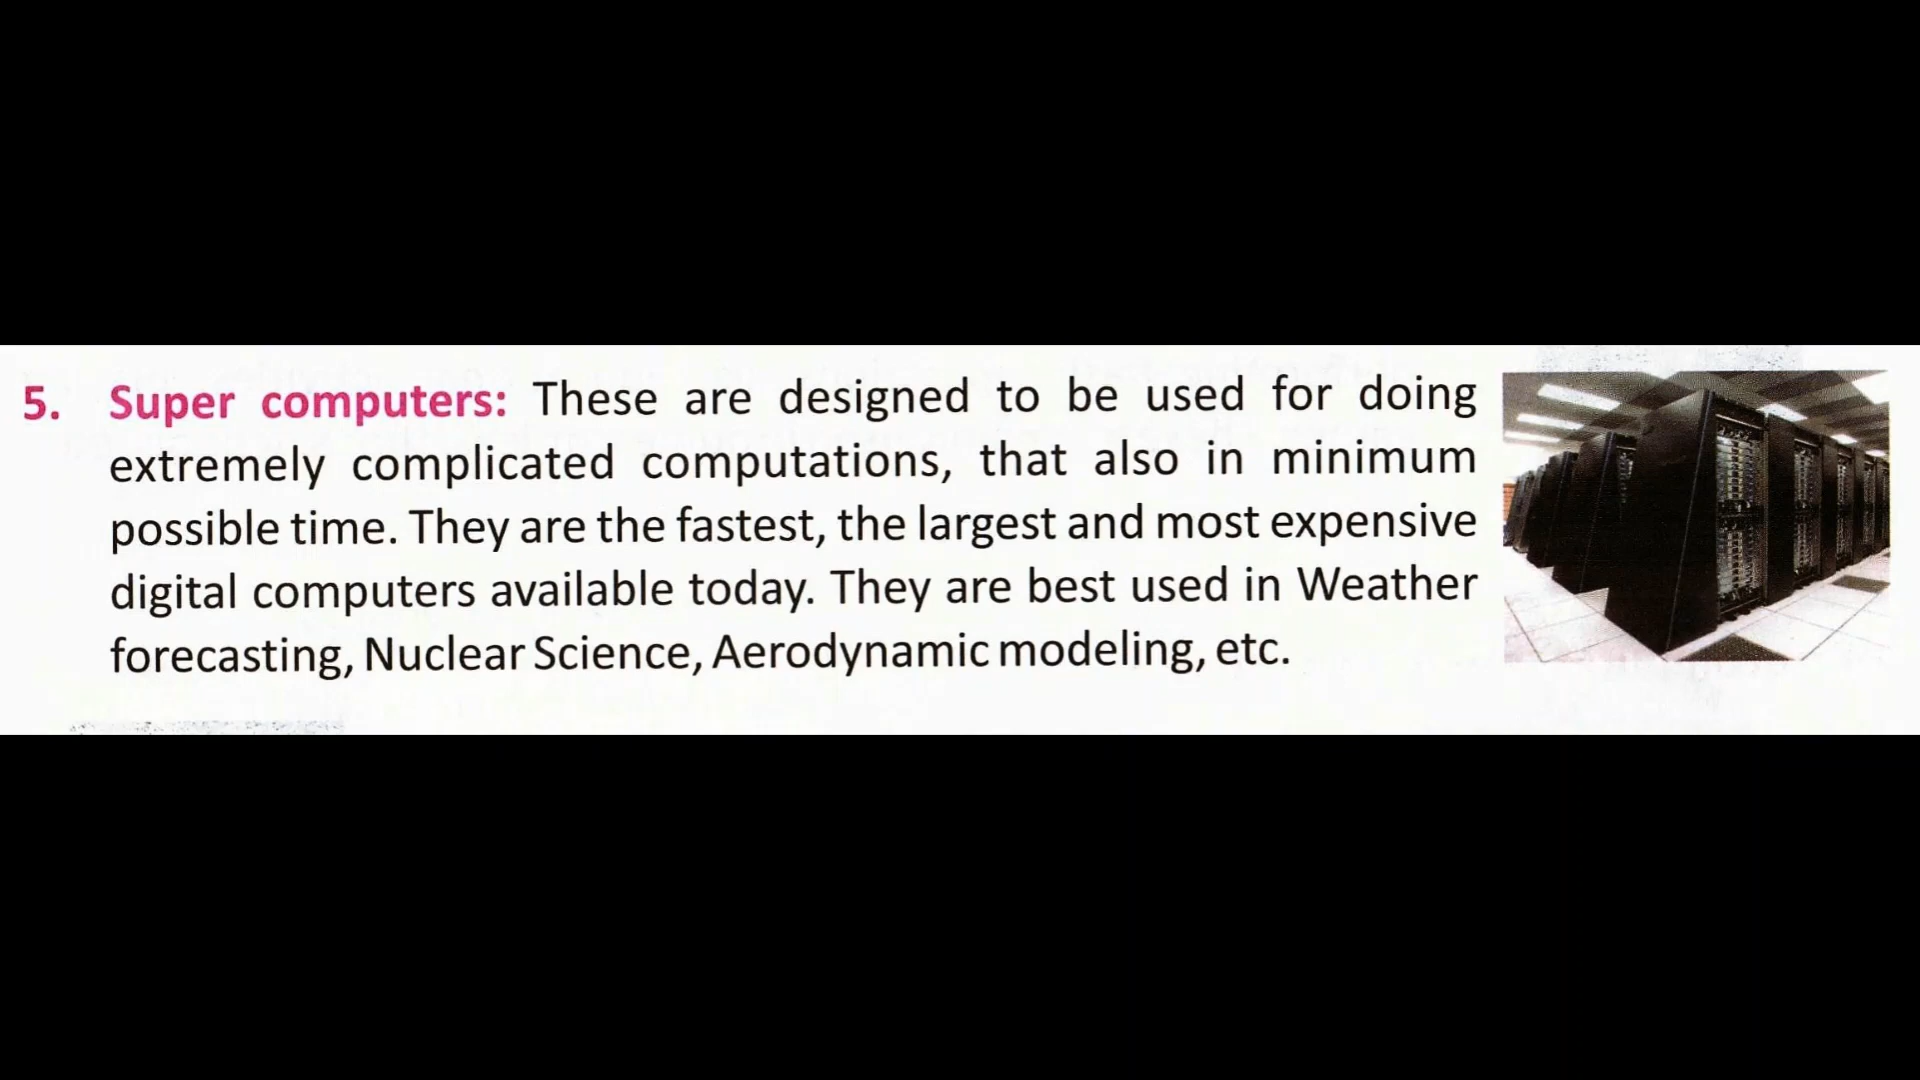 5. Super computers: These are designed to be used for doing
extremely complicated computations, that also in minimum
possible time. They are the fastest, the largest and most expensive
digital computers available today. They are best used in Weather
forecasting, Nuclear Science, Aerodynamic modeling, etc.